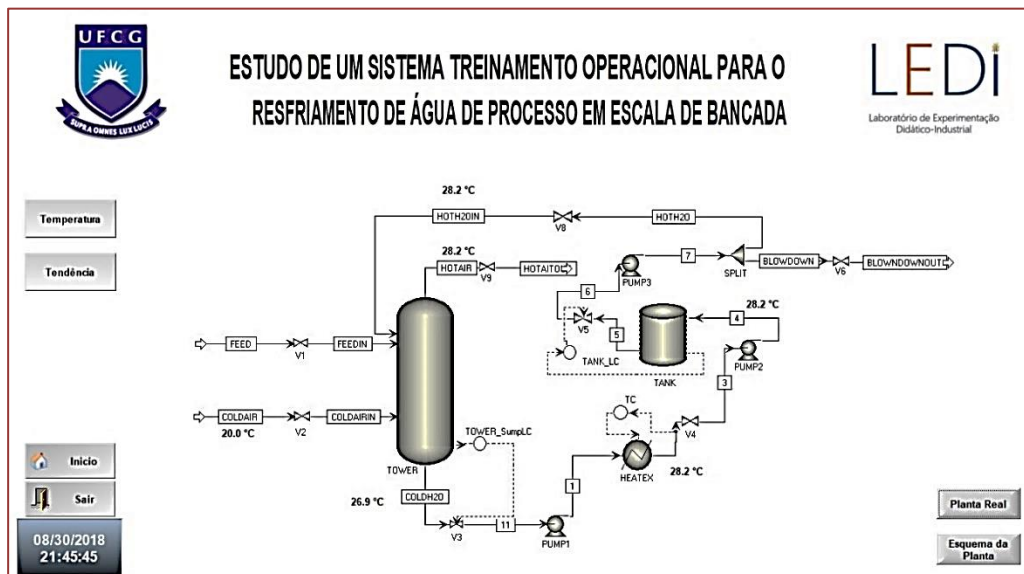 UFCG
SUPRA OMNES LUX LUCIS
ESTUDO DE UM SISTEMA TREINAMENTO OPERACIONAL PARA O
RESFRIAMENTO DE ÁGUA DE PROCESSO EM ESCALA DE BANCADA
LEDi
Laboratório de Experimentação
Didático-Industrial
Temperatura
Tendência
28.2 °C
HOTH2OIN
V8
HOTH2O
28.2 °C
HOTAIR
V9
HOTAITO
PUMP3
7
SPLIT
BLOWDOWN
V6
BLOWNDOWNOUT
6
V5
5
TANK_LC
TANK
28.2 °C
4
PUMP2
3
FEED
V1
FEEDIN
COLDAIR
V2
COLDAIRIN
20.0 °C
TOWER
TOWER_SumpLC
TC
V4
HEATEX
28.2 °C
1
26.9 °C
COLDH2O
V3
11
PUMP1
Inicio
Sair
08/30/2018
21:45:45
Planta Real
Esquema da
Planta